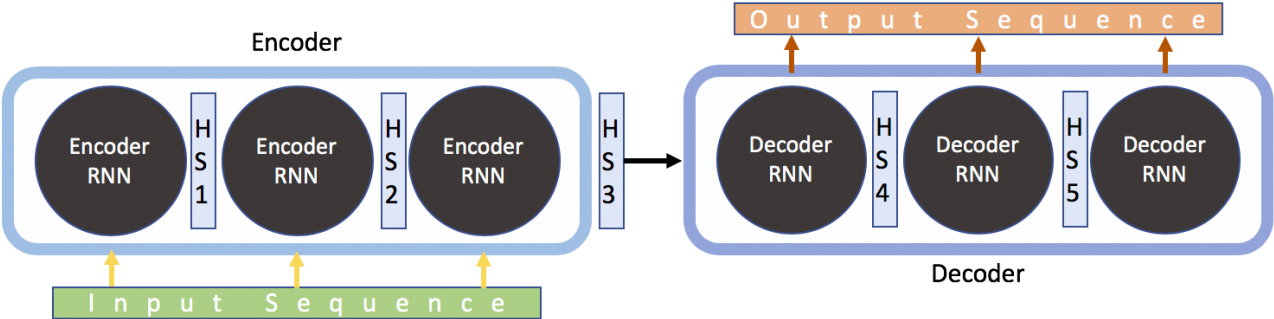 Output Sequence
Encoder
Encoder
RNN
HS1
Encoder
RNN
HS2
Encoder
RNN
HS3
Decoder
RNN
HS4
Decoder
RNN
HS5
Decoder
RNN
Decoder
Input Sequence